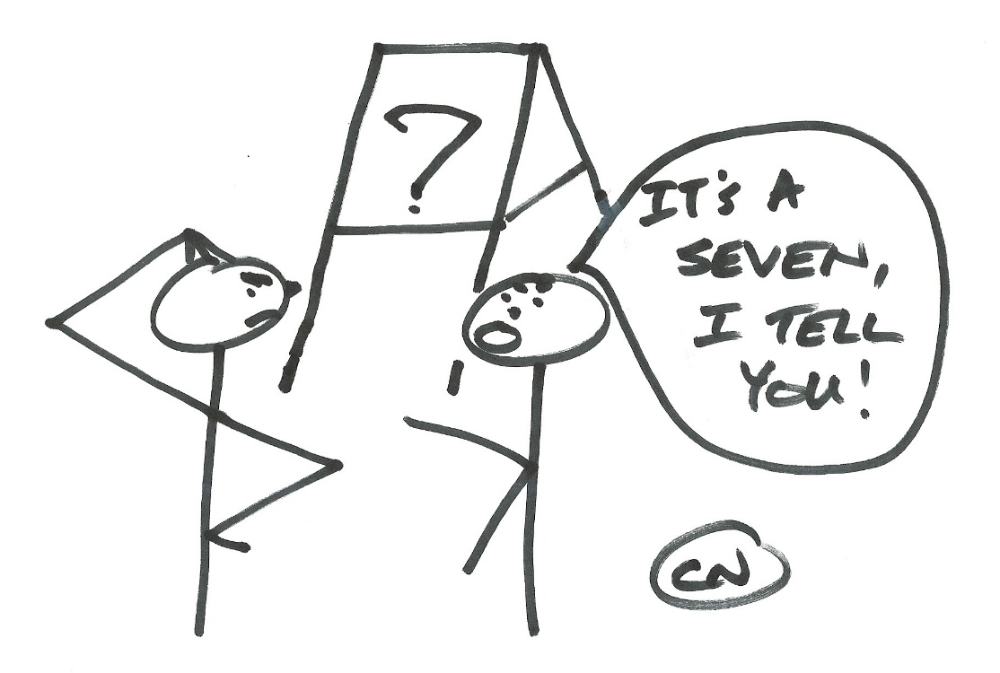 ?
IT'S A
SEVEN,
I TELL
YOU!
CN